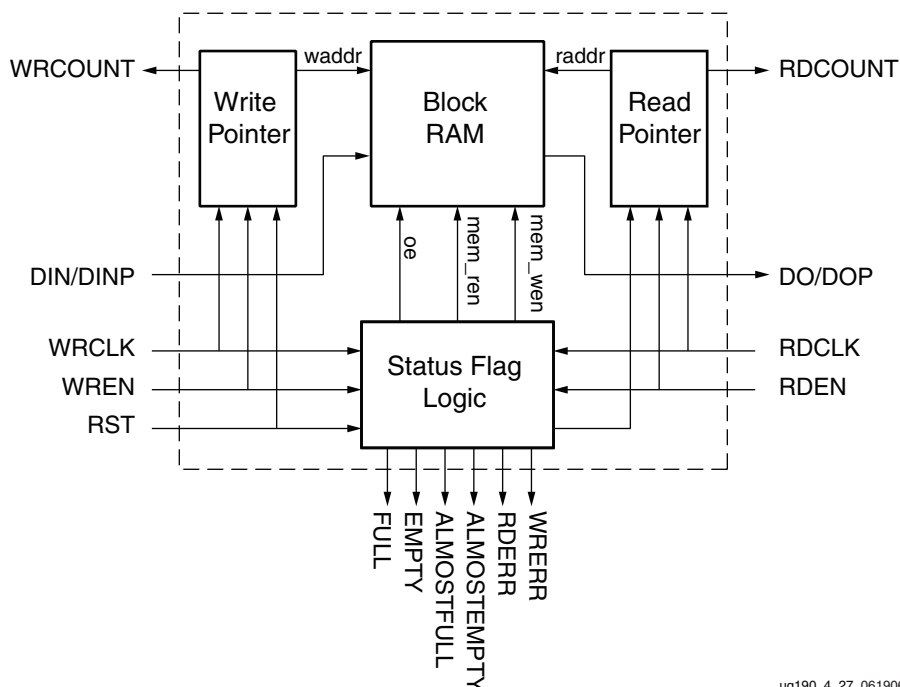 waddr
raddr
WRCOUNT
RDCOUNT
Write
Pointer
Block
RAM
Read
Pointer
oe
mem_ren
mem_wen
DIN/DINP
DO/DOP
WRCLK
RDCLK
Status Flag
Logic
WREN
RDEN
RST
FULL
EMPTY
ALMOSTFULL
ALMOSTEMPTY
RDERR
WRERR
ug190_4_27_061906